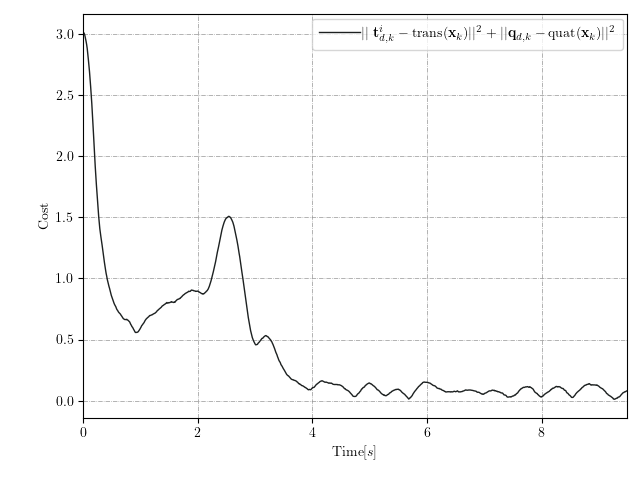 || t^i_{d,k} − trans(x_k)||^2 + ||q_{d,k} − quat(x_k)||^2
3.0
2.5
2.0
1.5
1.0
0.5
0.0
Cost
0 2 4 6 8
Time[s]